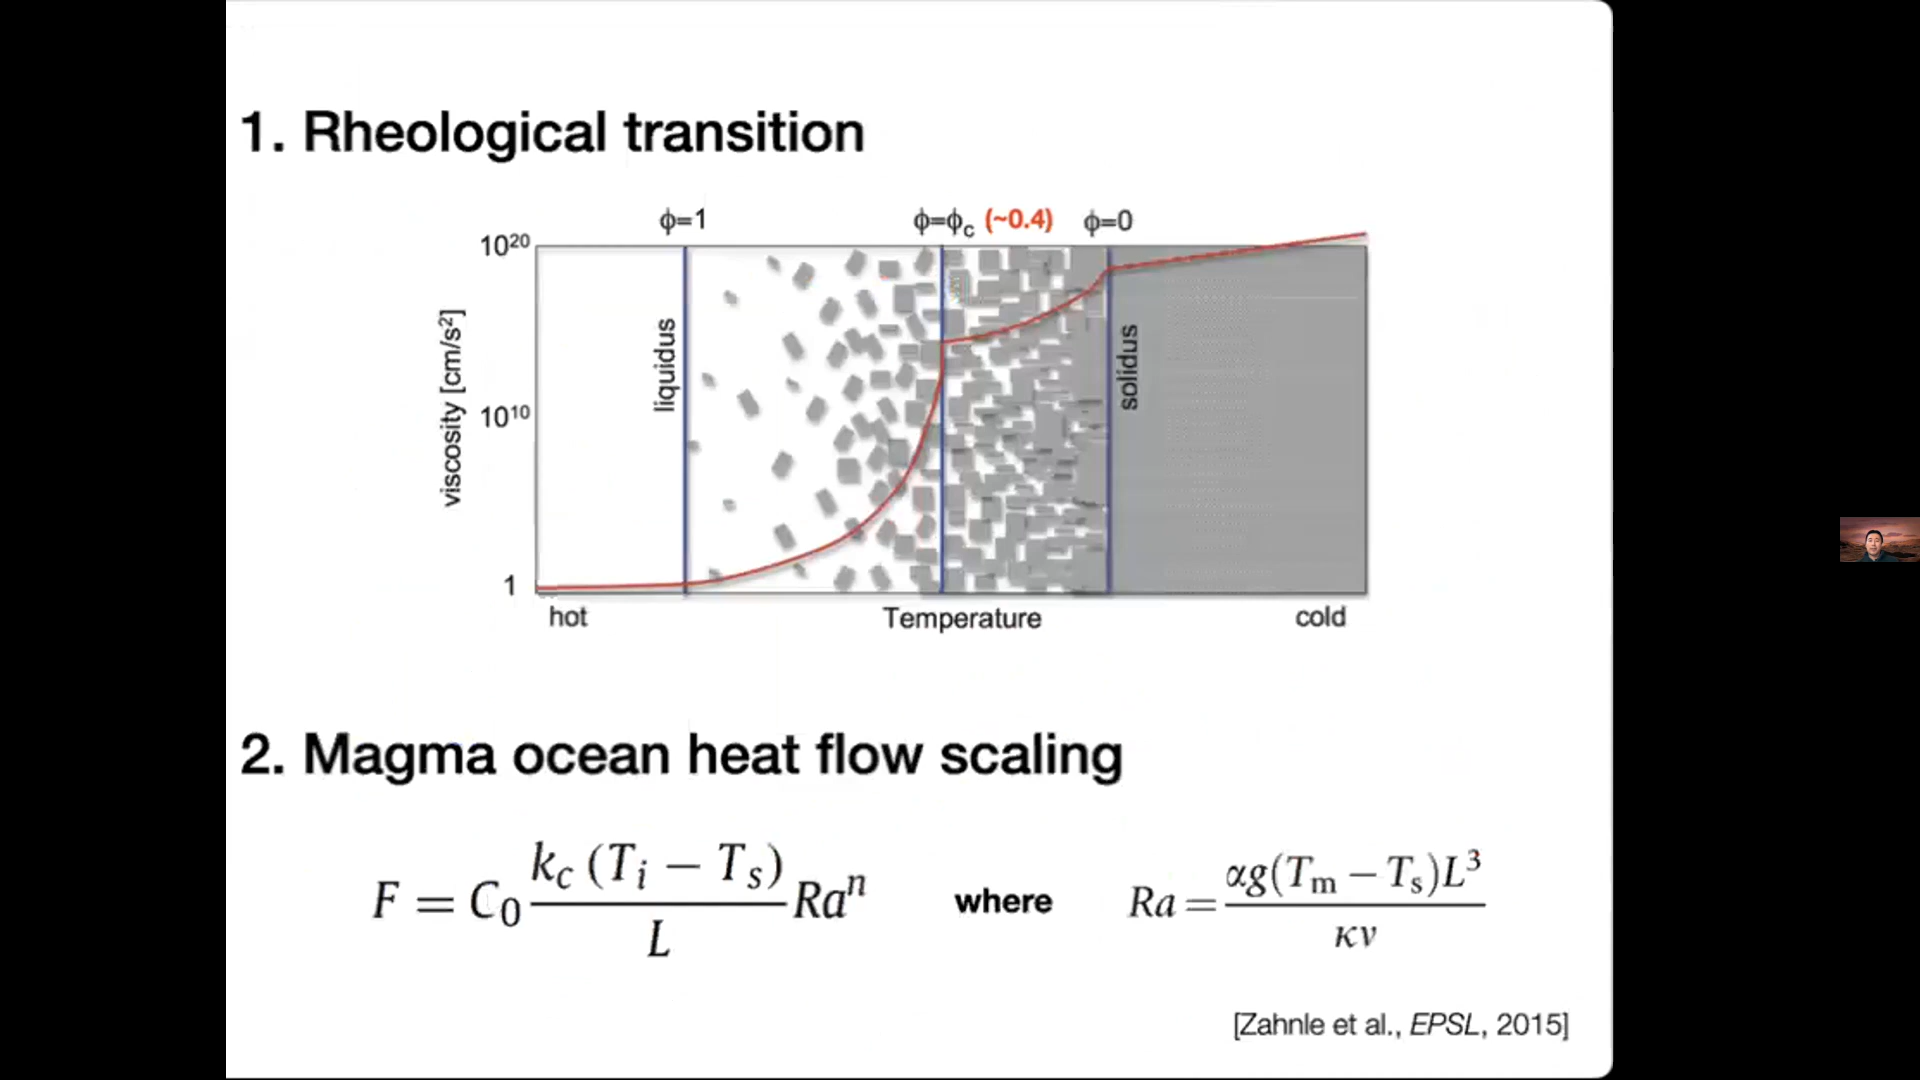 1. Rheological transition
ϕ=1
ϕ=ϕc (~0.4)
ϕ=0
10²⁰
10¹⁰
1
viscosity [cm/s²]
liquidus
solidus
hot
Temperature
cold
2. Magma ocean heat flow scaling
F = C₀ kc (Ti − Ts) / L Raⁿ
where
Ra = αg(Tm − Ts)L³ / κν
[Zahnle et al., EPSL, 2015]